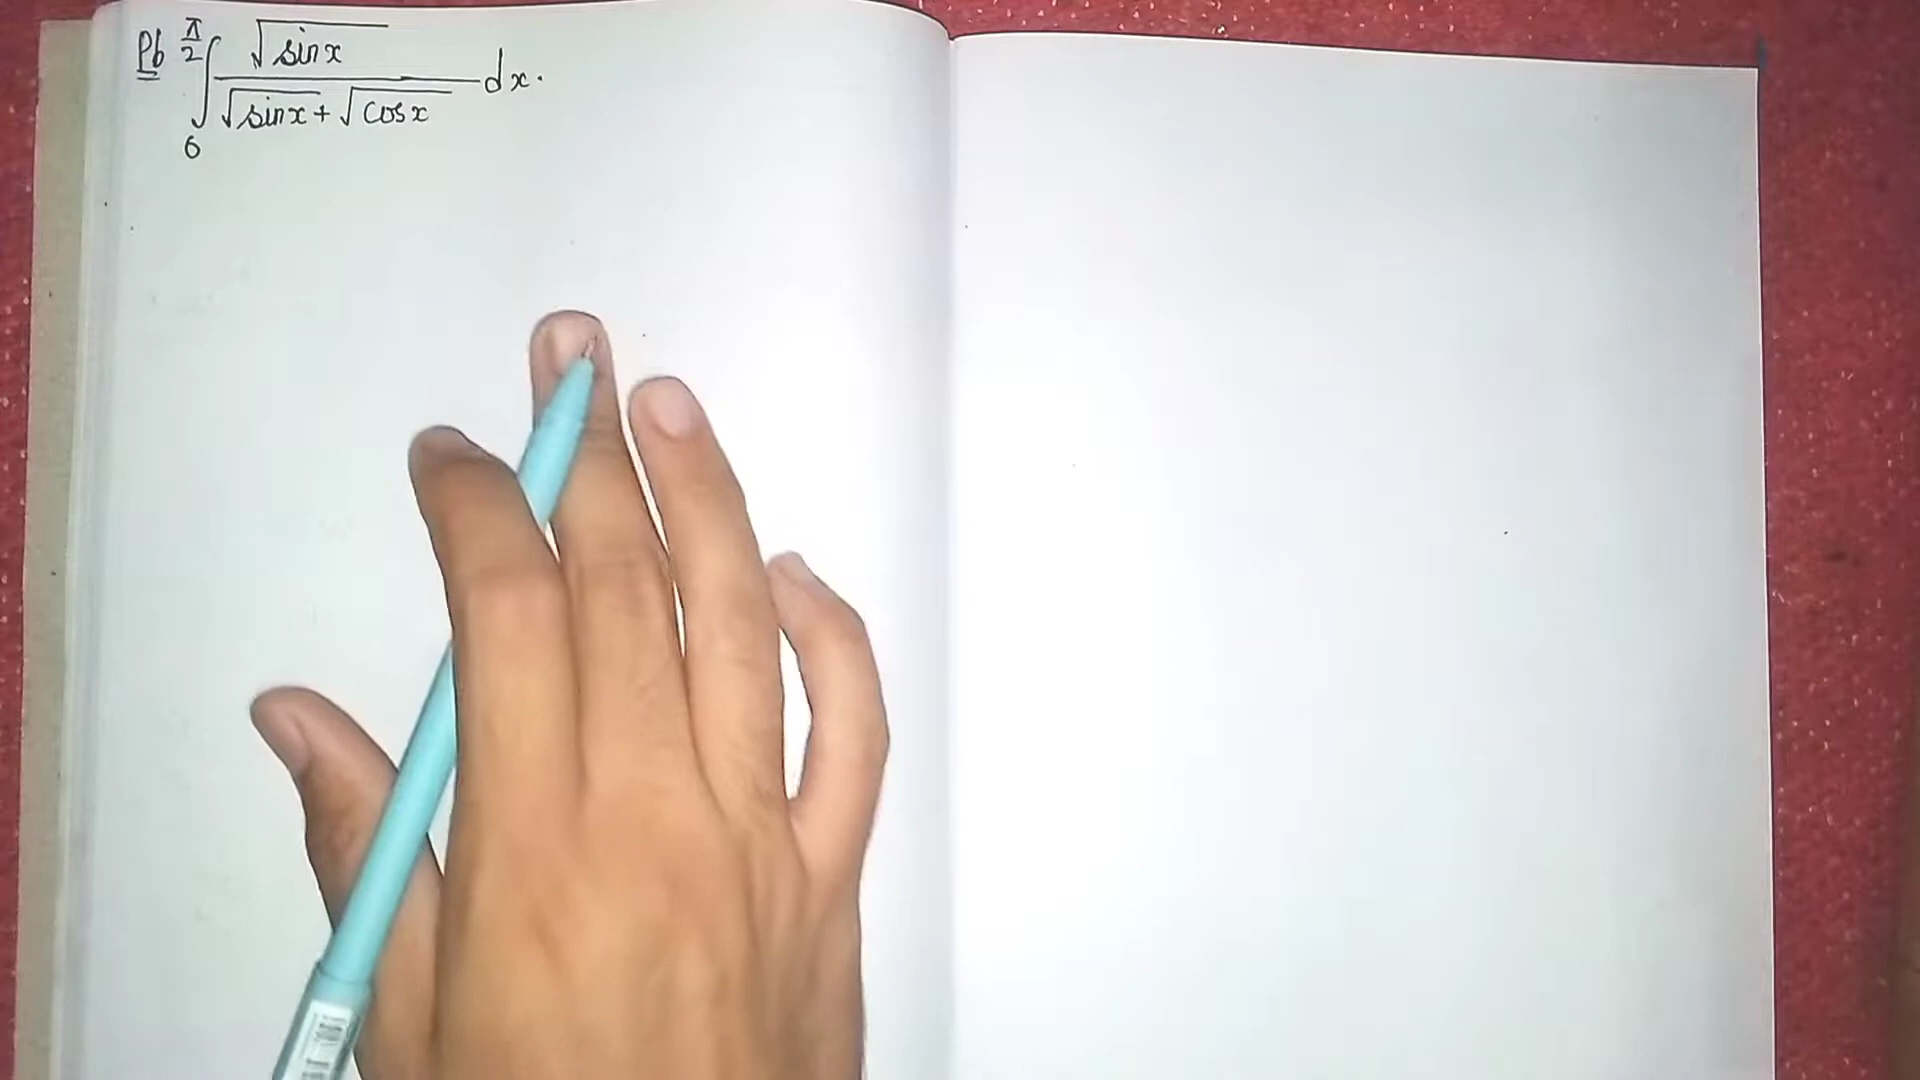 Pb ∫₀^(π/2) √sinx / (√sinx + √cosx) dx.